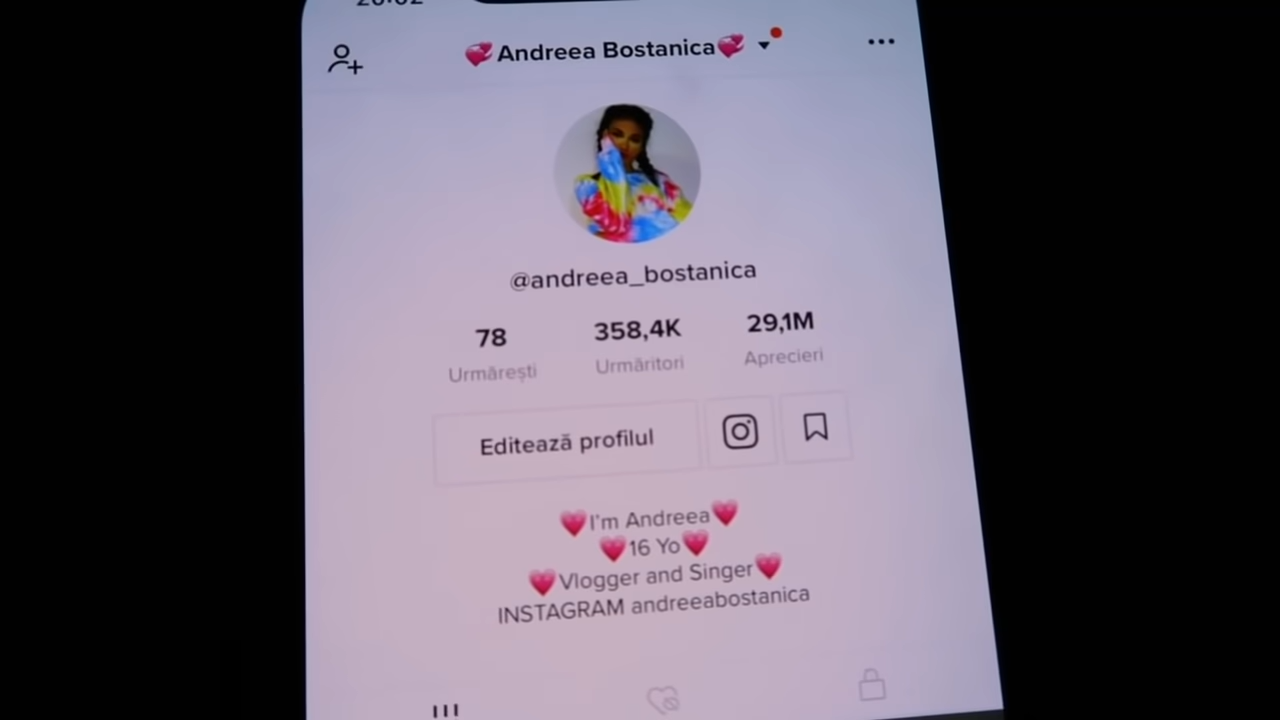 💞Andreea Bostanica💞
@andreea_bostanica
78 358,4K 29,1M
Urmărești Urmăritori Aprecieri
Editează profilul
💗I'm Andreea💗
💗16 Yo💗
💗Vlogger and Singer💗
INSTAGRAM andreeabostanica